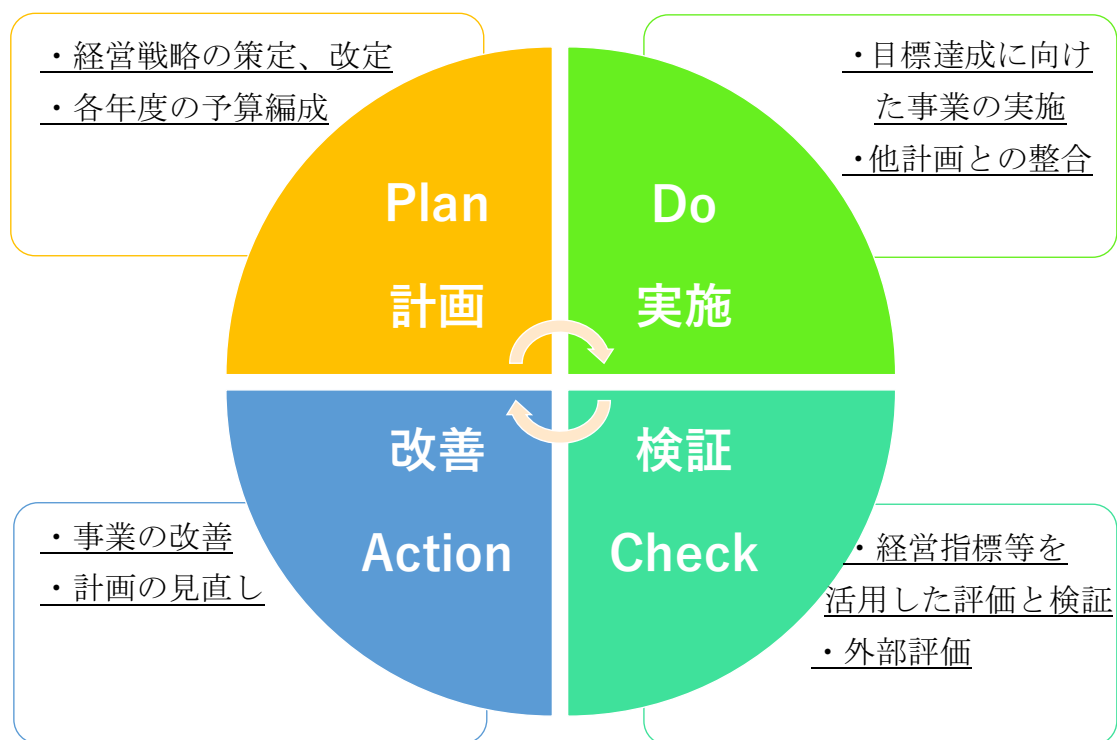 ・経営戦略の策定、改定
・各年度の予算編成
・目標達成に向け
た事業の実施
・他計画との整合
Plan
計画
Do
実施
改善
Action
検証
Check
・事業の改善
・計画の見直し
・経営指標等を
活用した評価と検証
・外部評価